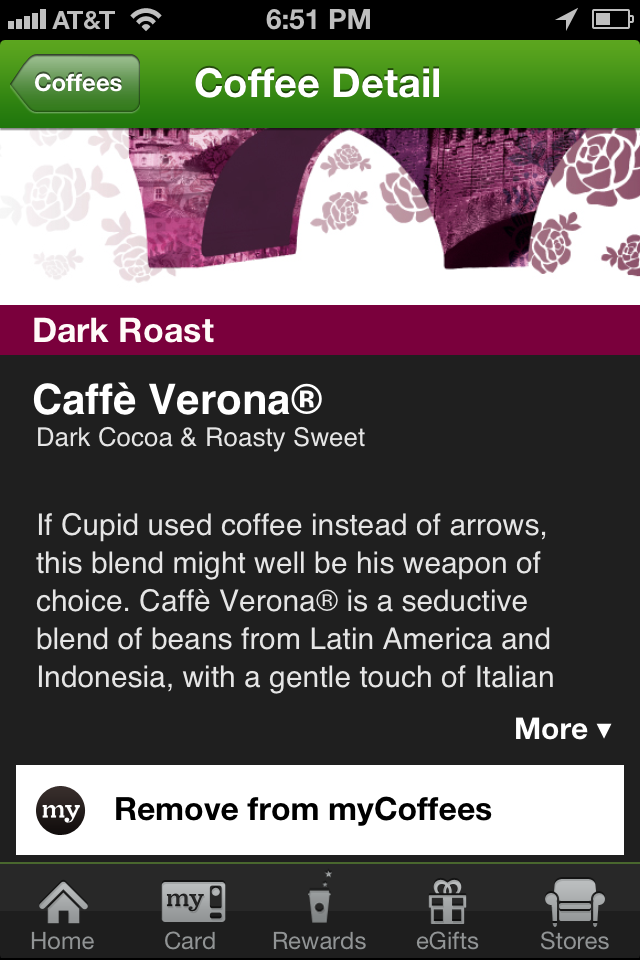 AT&T 6:51 PM
Coffees Coffee Detail
Dark Roast
Caffè Verona®
Dark Cocoa & Roasty Sweet
If Cupid used coffee instead of arrows,
this blend might well be his weapon of
choice. Caffè Verona® is a seductive
blend of beans from Latin America and
Indonesia, with a gentle touch of Italian
More ▾
my Remove from myCoffees
my
Home Card Rewards eGifts Stores